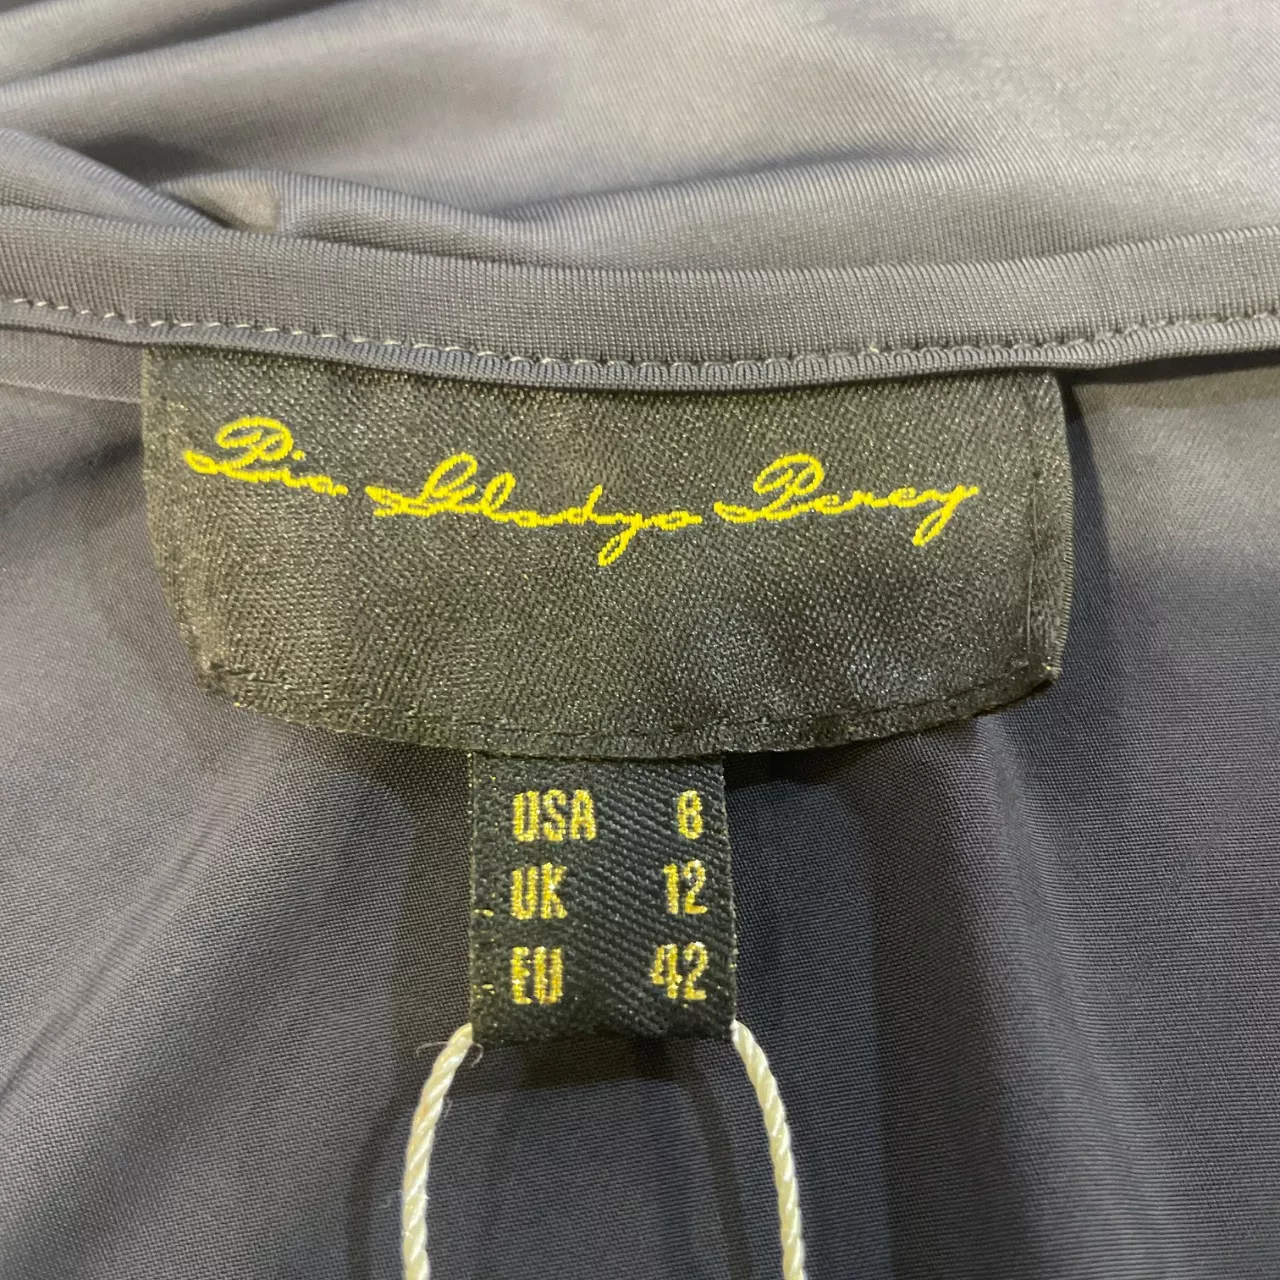 Pia Gladys Perey
USA 8
UK 12
EU 42